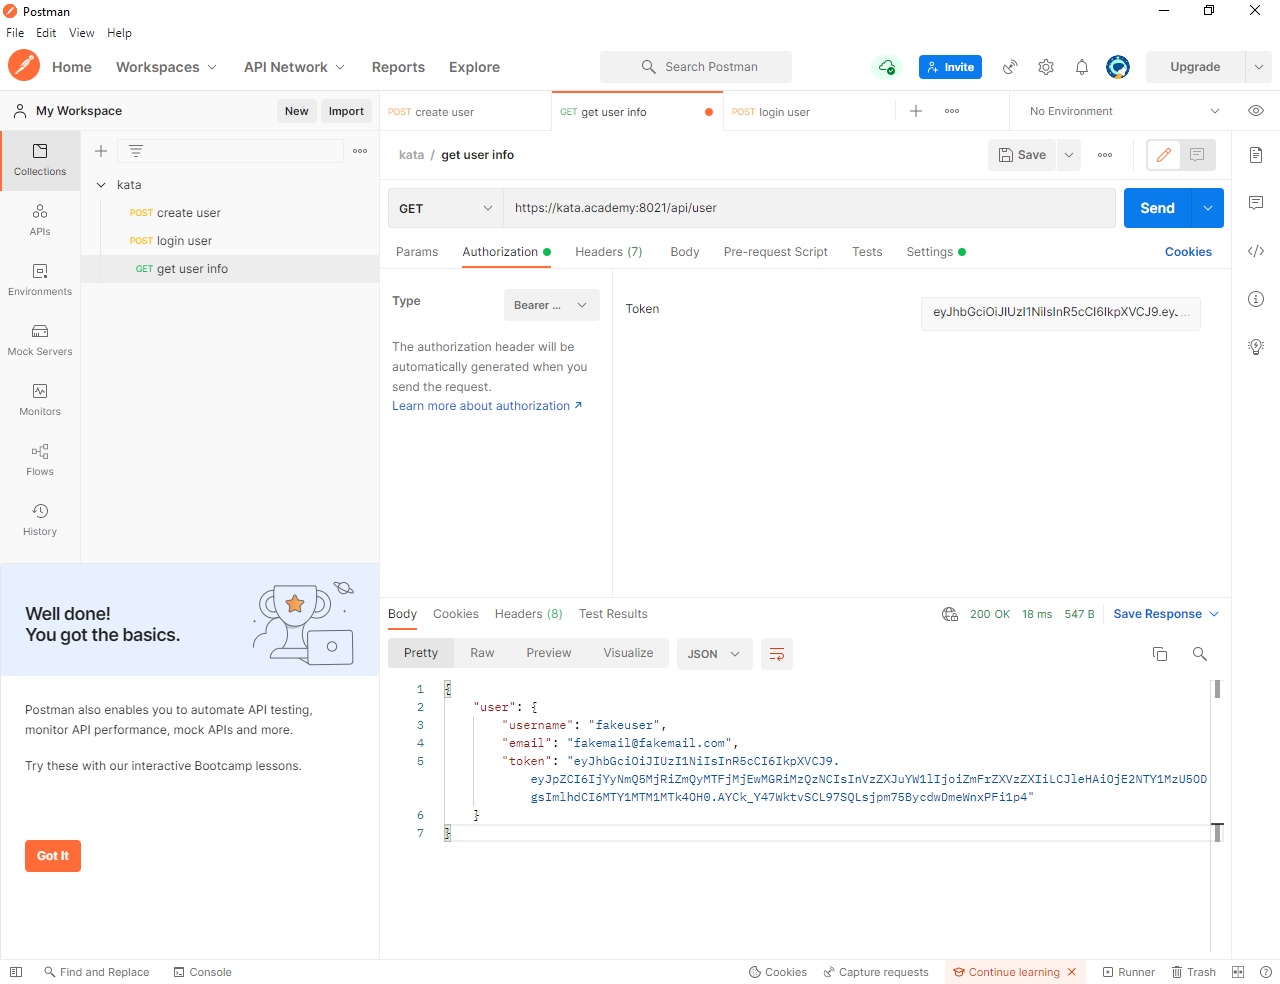 Postman
File Edit View Help
Home Workspaces API Network Reports Explore Search Postman Invite Upgrade
My Workspace New Import
POST create user GET get user info POST login user No Environment
Collections
APIs
Environments
Mock Servers
Monitors
Flows
History
kata
POST create user
POST login user
GET get user info
kata / get user info Save
GET https://kata.academy:8021/api/user Send
Params Authorization Headers (7) Body Pre-request Script Tests Settings Cookies
Type Bearer ...
The authorization header will be
automatically generated when you
send the request.
Learn more about authorization ↗
Token eyJhbGciOiJIUzI1NiIsInR5cCI6IkpXVCJ9.eyJ...
Body Cookies Headers (8) Test Results 200 OK 18 ms 547 B Save Response
Pretty Raw Preview Visualize JSON
1 {
2 "user": {
3 "username": "fakeuser",
4 "email": "fakemail@fakemail.com",
5 "token": "eyJhbGciOiJIUzI1NiIsInR5cCI6IkpXVCJ9.
eyJpZCI6IjYyNmQ5MjRiZmQyMTFjMjEwMGRiMzQzNCIsInVzZXJuYW1lIjoiZmFrZXVzZXIiLCJleHAiOjE2NTY1MzU5OD
gsImlhdCI6MTY1MTM1MTk4OH0.AYCk_Y47WktvSCL97SQLsjpm75BycdwDmeWnxPFi1p4"
6 }
7 }
Well done!
You got the basics.
Postman also enables you to automate API testing,
monitor API performance, mock APIs and more.
Try these with our interactive Bootcamp lessons.
Got It
Find and Replace Console Cookies Capture requests Continue learning Runner Trash